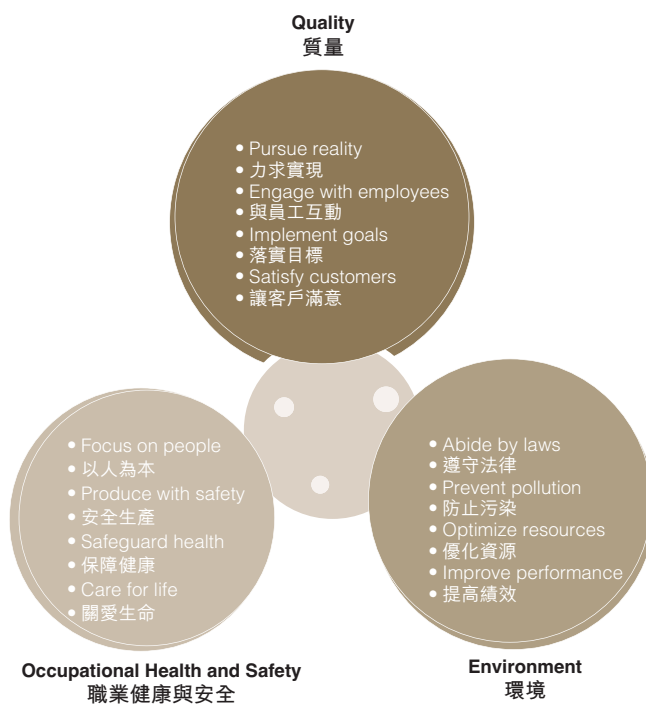 Quality
質量
• Pursue reality
• 力求實現
• Engage with employees
• 與員工互動
• Implement goals
• 落實目標
• Satisfy customers
• 讓客戶滿意
• Focus on people
• 以人為本
• Produce with safety
• 安全生產
• Safeguard health
• 保障健康
• Care for life
• 關愛生命
Occupational Health and Safety
職業健康與安全
• Abide by laws
• 遵守法律
• Prevent pollution
• 防止污染
• Optimize resources
• 優化資源
• Improve performance
• 提高績效
Environment
環境